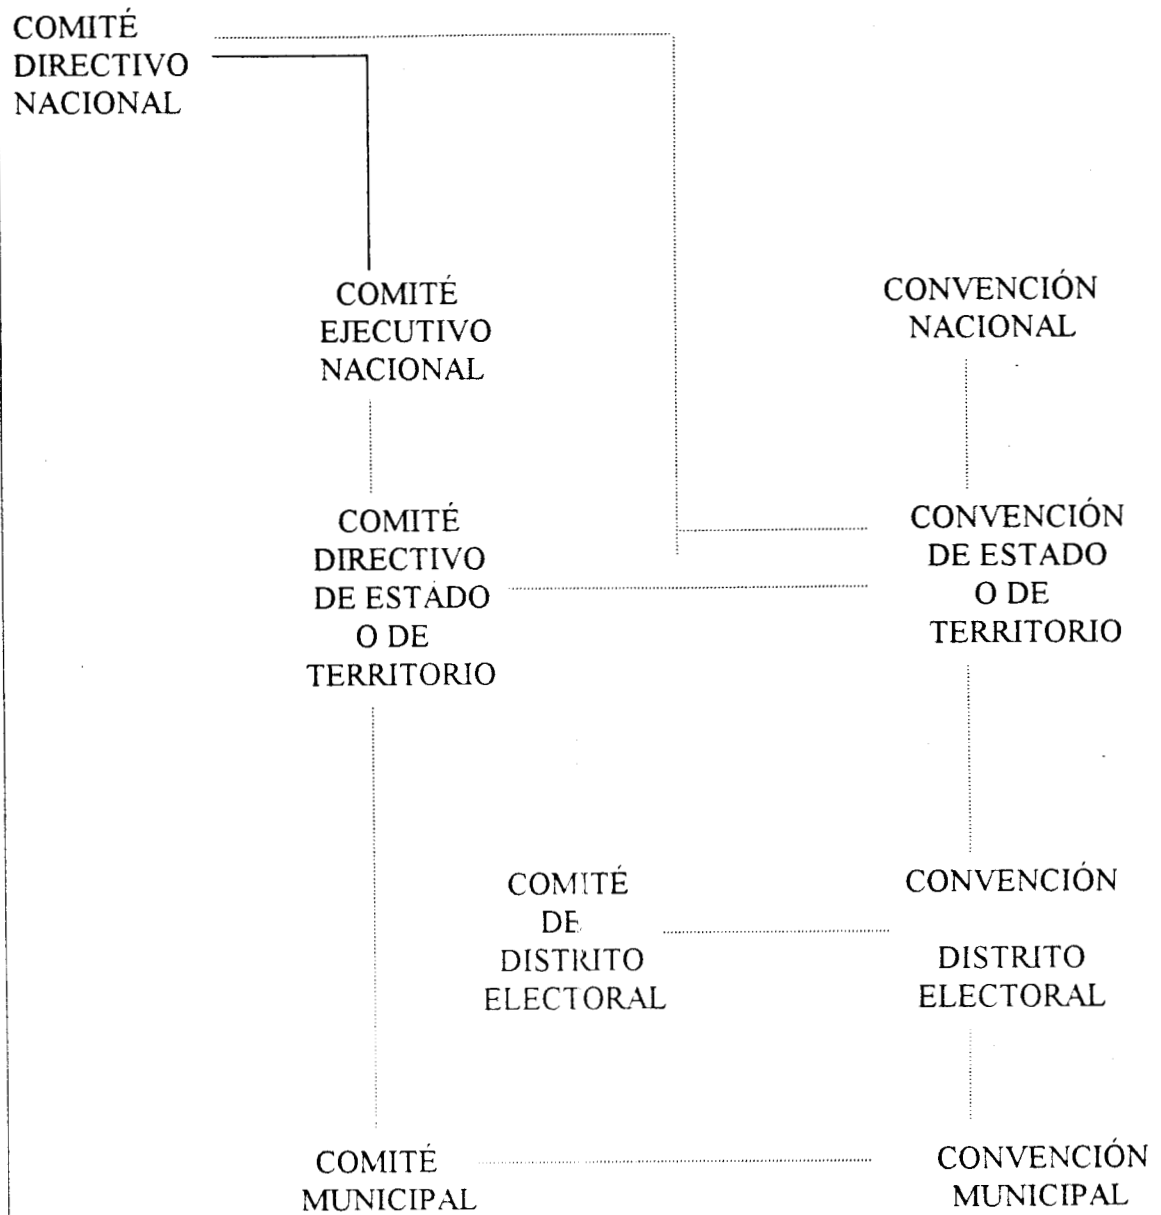 COMITÉ
DIRECTIVO
NACIONAL
COMITÉ
EJECUTIVO
NACIONAL
CONVENCIÓN
NACIONAL
COMITÉ
DIRECTIVO
DE ESTADO
O DE
TERRITORIO
CONVENCIÓN
DE ESTADO
O DE
TERRITORIO
COMITÉ
DE
DISTRITO
ELECTORAL
CONVENCIÓN
DISTRITO
ELECTORAL
COMITÉ
MUNICIPAL
CONVENCIÓN
MUNICIPAL